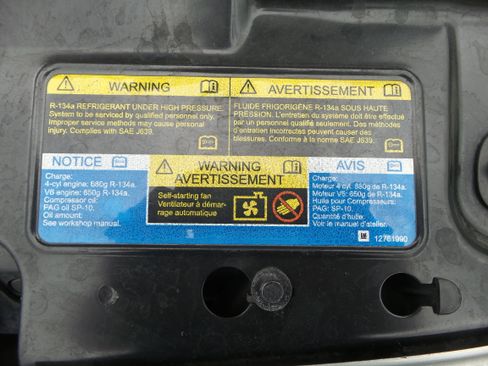 WARNING
R-134a REFRIGERANT UNDER HIGH PRESSURE.
System to be serviced by qualified personnel only.
Improper service methods may cause personal
injury. Complies with SAE J639.
AVERTISSEMENT
FLUIDE FRIGORIGÈNE R-134a SOUS HAUTE
PRESSION. L'entretien du système doit être effectué
par un personnel qualifié seulement. Des méthodes
d'entretien incorrectes peuvent causer des
blessures. Conforme à la norme SAE J639.
NOTICE
Charge:
4-cyl engine: 680g R-134a.
V6 engine: 650g R-134a.
Compressor oil:
PAG oil SP-10.
Oil amount:
See workshop manual.
WARNING
AVERTISSEMENT
Self-starting fan
Ventilateur à démar-
rage automatique
AVIS
Charge:
Moteur 4 cyl. 680g de R-134a.
Moteur V6: 650g de R-134a.
Huile pour Compresseurs:
PAG: SP-10.
Quantité d'huile:
Voir le manuel d'atelier.
GM 12761990